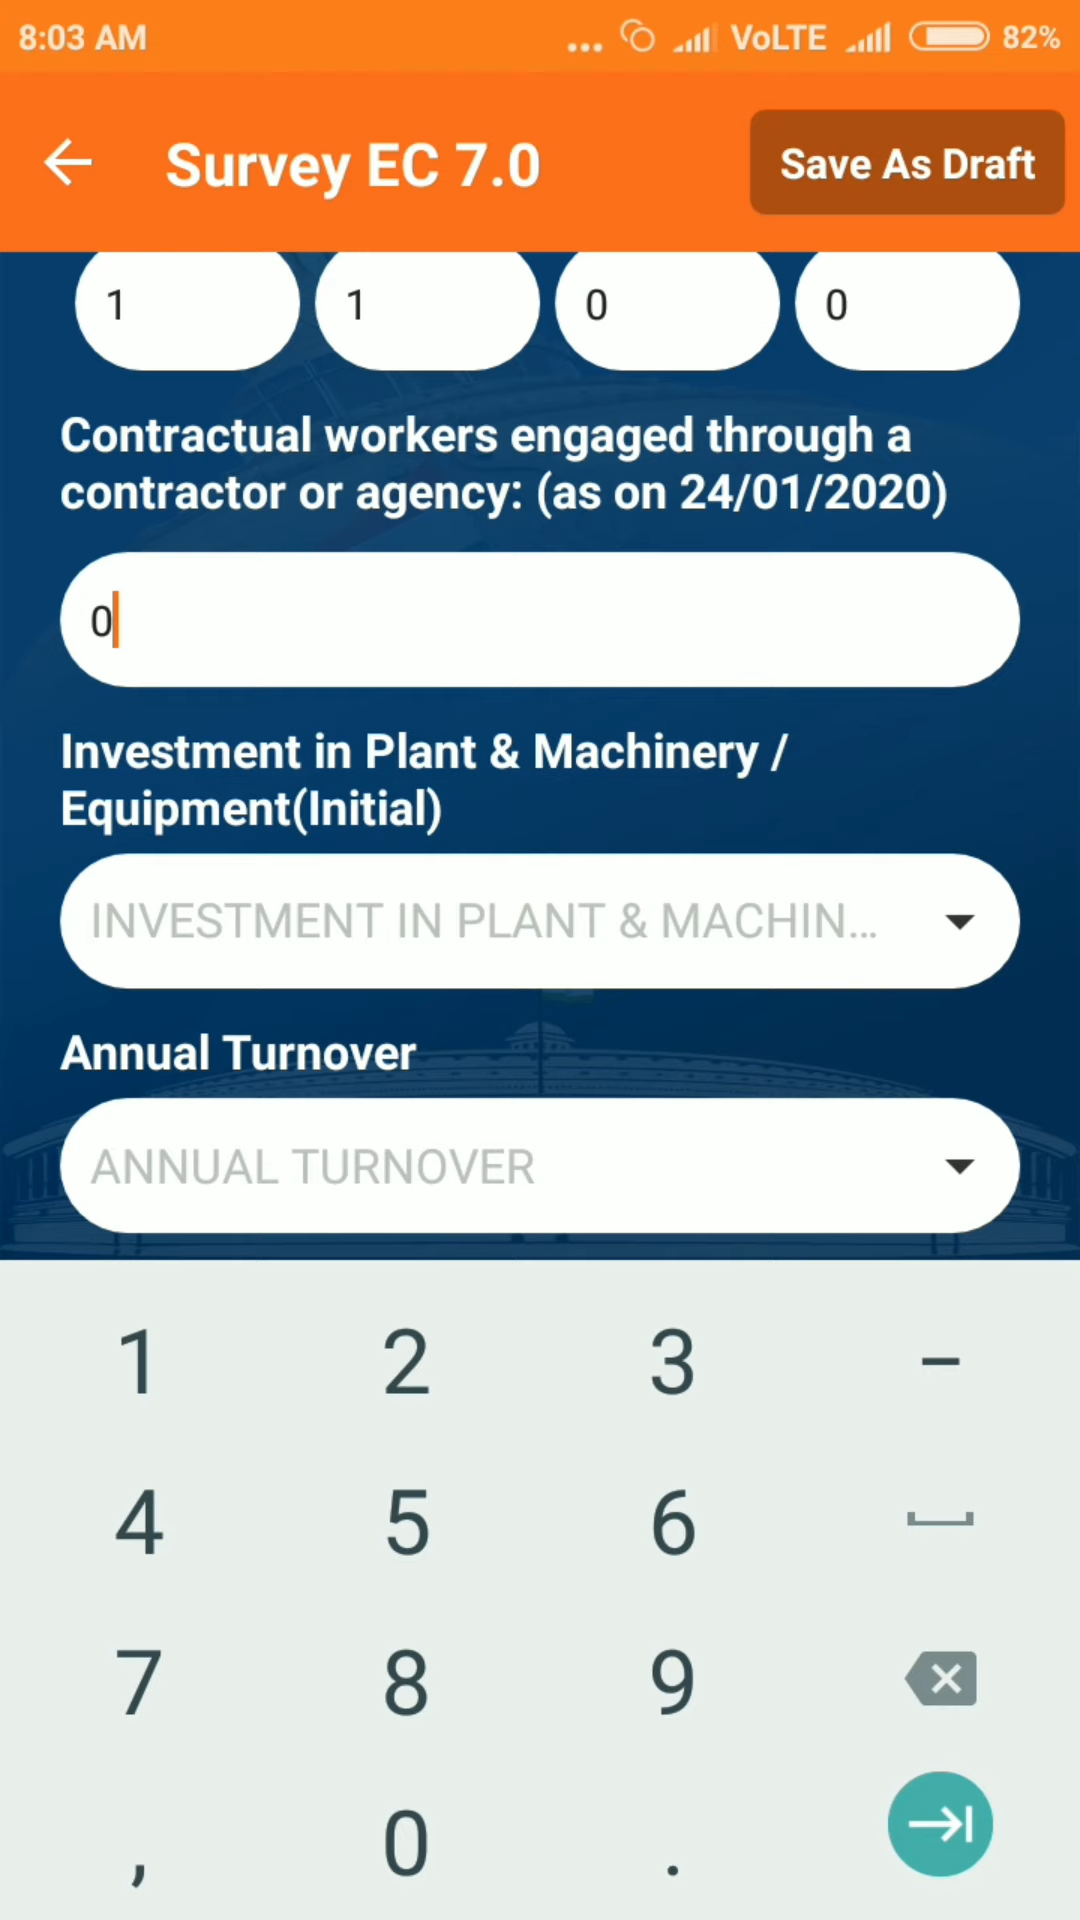 8:03 AM
... VoLTE 82%
Survey EC 7.0
Save As Draft
1 1 0 0
Contractual workers engaged through a
contractor or agency: (as on 24/01/2020)
0
Investment in Plant & Machinery /
Equipment(Initial)
INVESTMENT IN PLANT & MACHIN...
Annual Turnover
ANNUAL TURNOVER
1 2 3 -
4 5 6
7 8 9
, 0 .